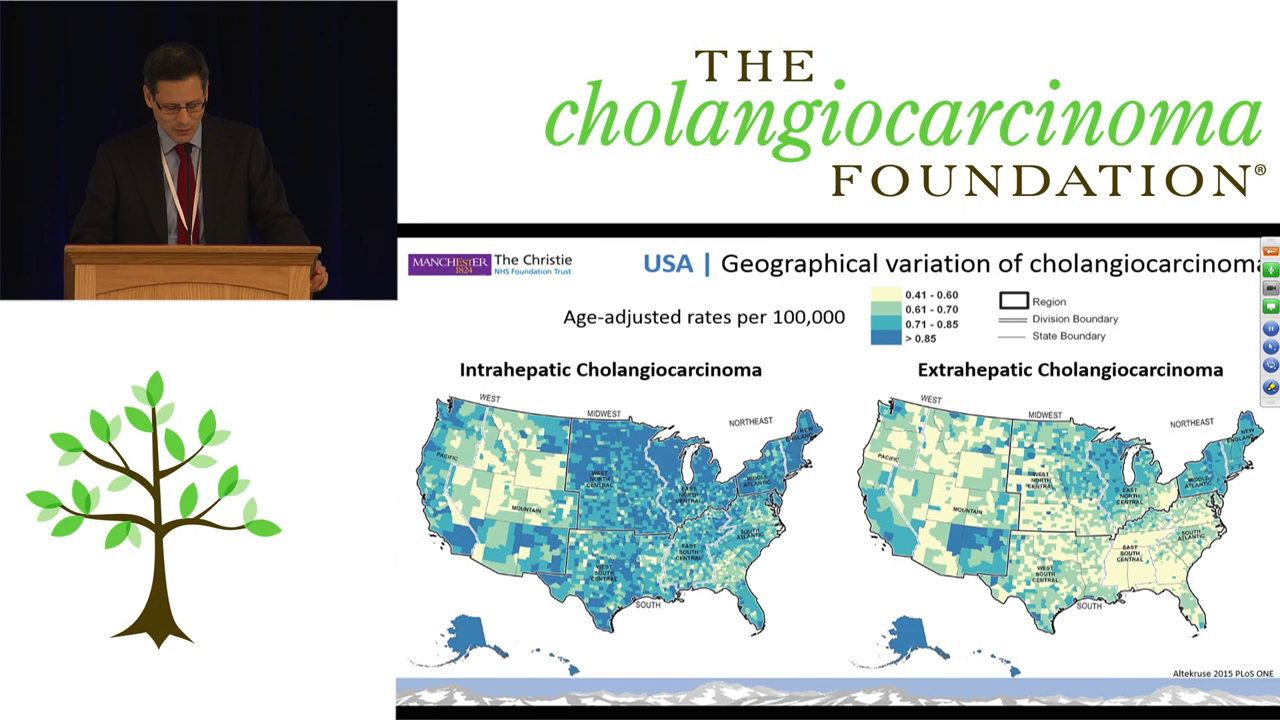 THE
cholangiocarcinoma
FOUNDATION®
MANCHESTER
1824
The Christie
NHS Foundation Trust
USA | Geographical variation of cholangiocarcinoma
Age-adjusted rates per 100,000
0.41 - 0.60
0.61 - 0.70
0.71 - 0.85
> 0.85
Region
Division Boundary
State Boundary
Intrahepatic Cholangiocarcinoma
Extrahepatic Cholangiocarcinoma
WEST
MIDWEST
NORTHEAST
NEW ENGLAND
PACIFIC
WEST NORTH CENTRAL
EAST NORTH CENTRAL
MIDDLE ATLANTIC
MOUNTAIN
SOUTH ATLANTIC
EAST SOUTH CENTRAL
WEST SOUTH CENTRAL
SOUTH
WEST
MIDWEST
NORTHEAST
NEW ENGLAND
PACIFIC
WEST NORTH CENTRAL
EAST NORTH CENTRAL
MIDDLE ATLANTIC
MOUNTAIN
SOUTH ATLANTIC
EAST SOUTH CENTRAL
WEST SOUTH CENTRAL
SOUTH
Altekruse 2015 PLoS ONE